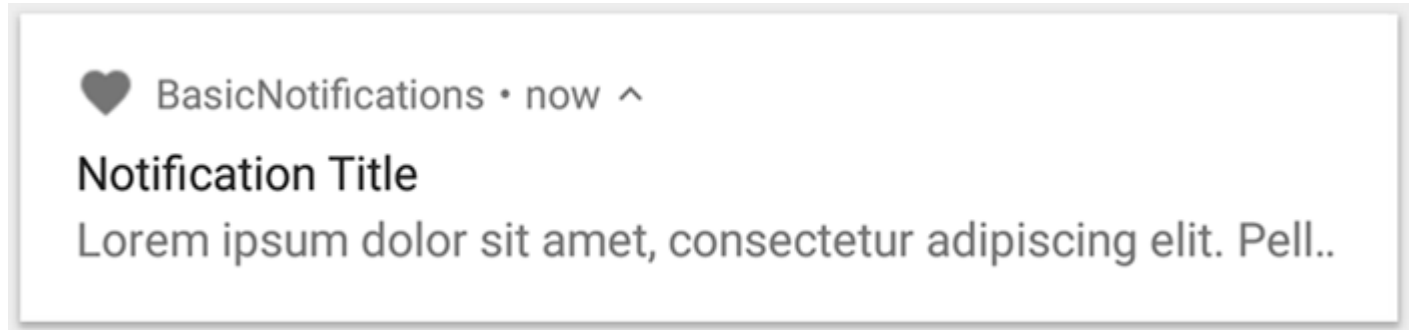 BasicNotifications • now
Notification Title
Lorem ipsum dolor sit amet, consectetur adipiscing elit. Pell..